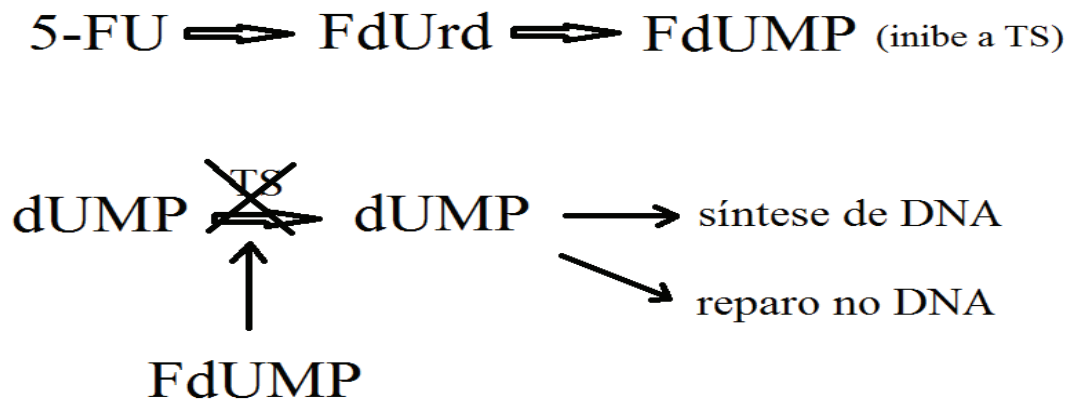 5-FU FdUrd FdUMP (inibe a TS)
TS
dUMP dUMP síntese de DNA
reparo no DNA
FdUMP